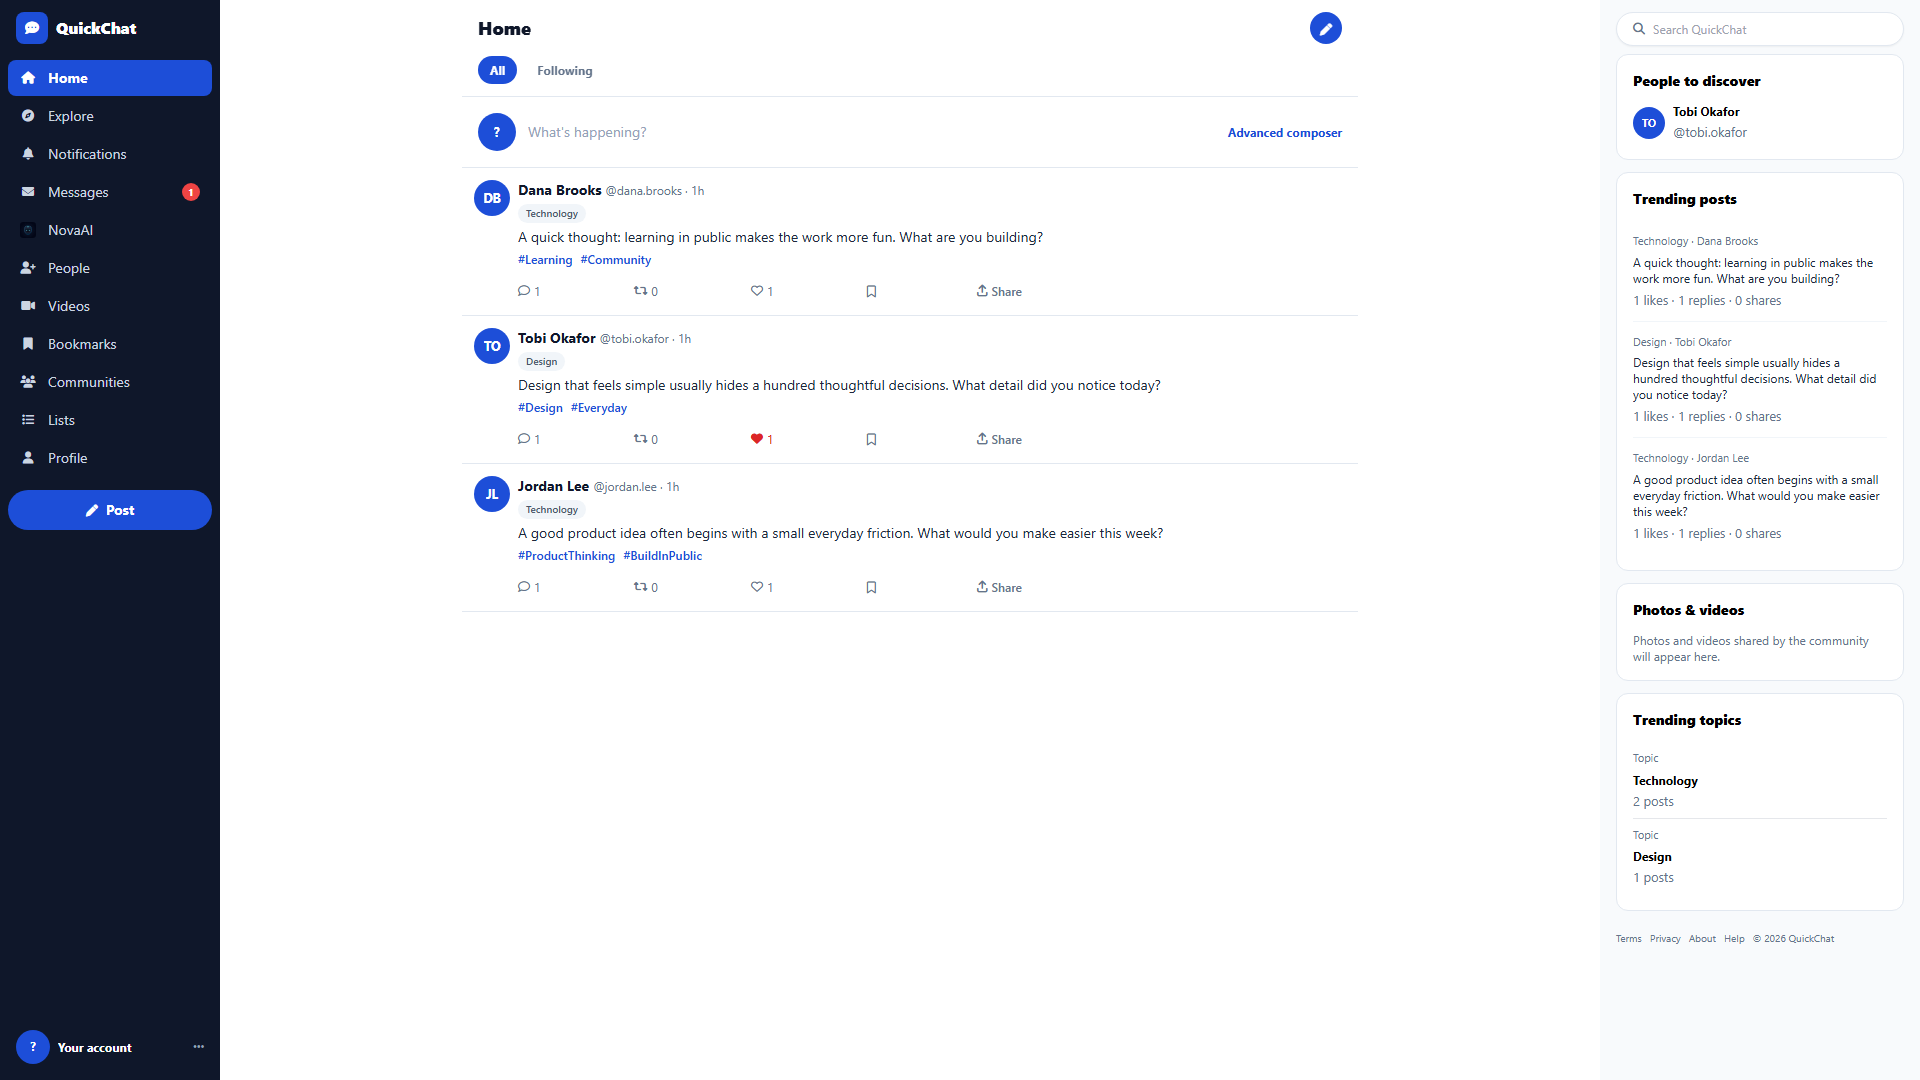 QuickChat
Home
Explore
Notifications
Messages 1
NovaAI
People
Videos
Bookmarks
Communities
Lists
Profile
Post
? Your account ···
Home
All Following
? What's happening? Advanced composer
DB Dana Brooks @dana.brooks · 1h
Technology
A quick thought: learning in public makes the work more fun. What are you building?
#Learning #Community
1 0 1 Share
TO Tobi Okafor @tobi.okafor · 1h
Design
Design that feels simple usually hides a hundred thoughtful decisions. What detail did you notice today?
#Design #Everyday
1 0 1 Share
JL Jordan Lee @jordan.lee · 1h
Technology
A good product idea often begins with a small everyday friction. What would you make easier this week?
#ProductThinking #BuildInPublic
1 0 1 Share
Search QuickChat
People to discover
TO Tobi Okafor
@tobi.okafor
Trending posts
Technology · Dana Brooks
A quick thought: learning in public makes the
work more fun. What are you building?
1 likes · 1 replies · 0 shares
Design · Tobi Okafor
Design that feels simple usually hides a
hundred thoughtful decisions. What detail did
you notice today?
1 likes · 1 replies · 0 shares
Technology · Jordan Lee
A good product idea often begins with a small
everyday friction. What would you make easier
this week?
1 likes · 1 replies · 0 shares
Photos & videos
Photos and videos shared by the community
will appear here.
Trending topics
Topic
Technology
2 posts
Topic
Design
1 posts
Terms Privacy About Help © 2026 QuickChat